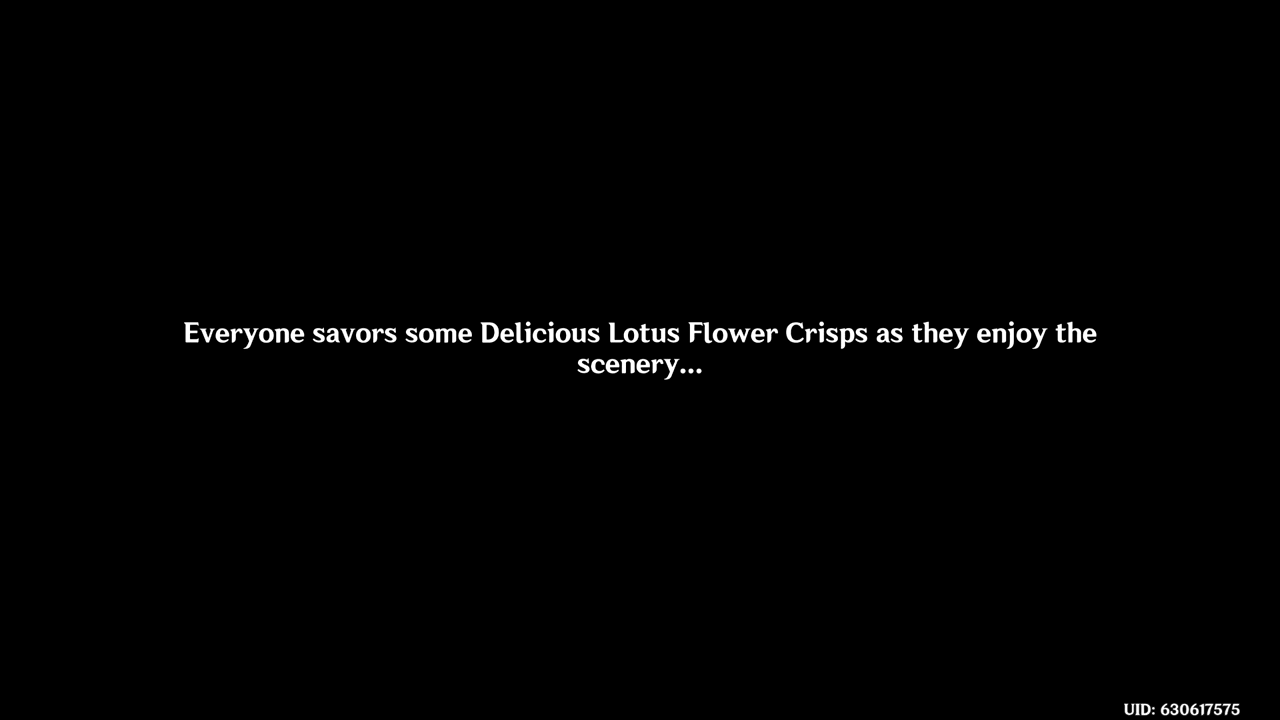 Everyone savors some Delicious Lotus Flower Crisps as they enjoy the
scenery...
UID: 630617575